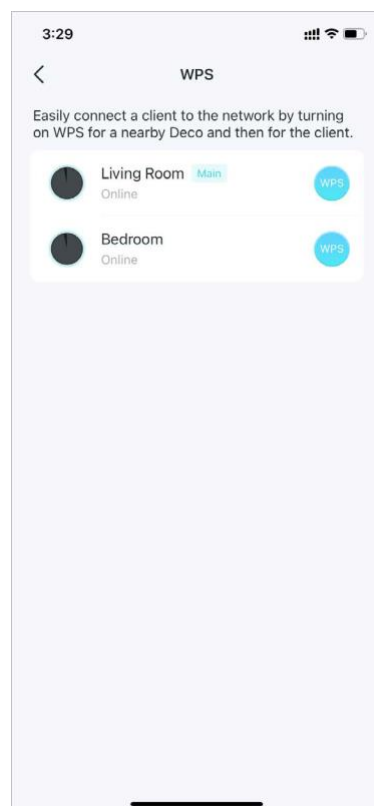 3:29
WPS
Easily connect a client to the network by turning
on WPS for a nearby Deco and then for the client.
Living Room Main
Online
WPS
Bedroom
Online
WPS